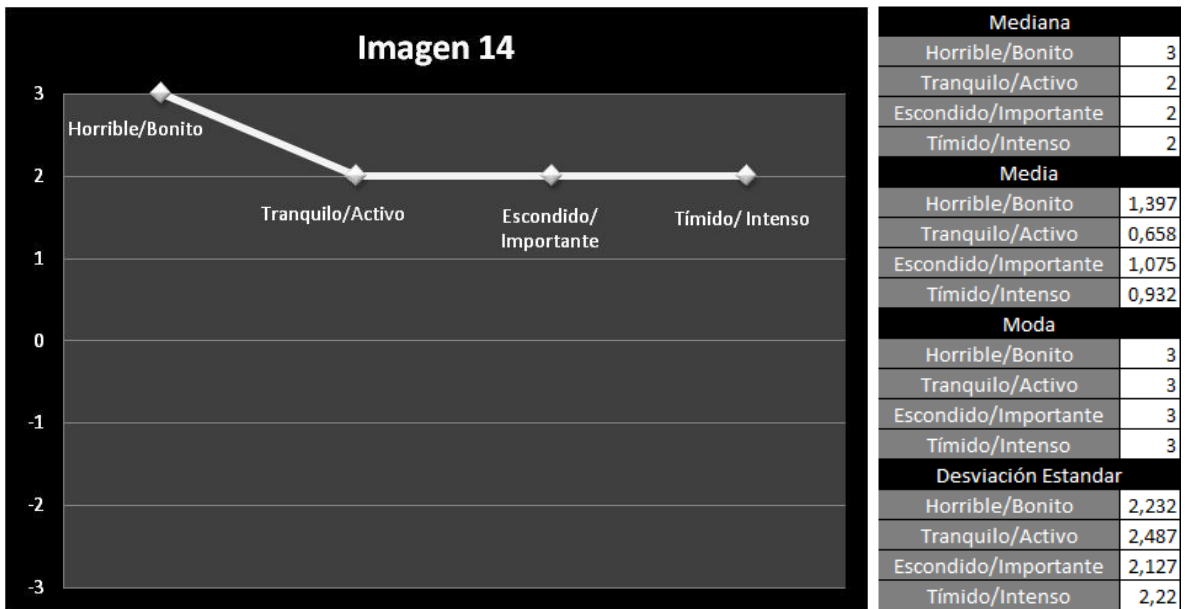 Imagen 14
3
Horrible/Bonito
2
Tranquilo/Activo
Escondido/
Importante
Tímido/ Intenso
1
0
-1
-2
-3
Mediana
Horrible/Bonito 3
Tranquilo/Activo 2
Escondido/Importante 2
Tímido/Intenso 2
Media
Horrible/Bonito 1,397
Tranquilo/Activo 0,658
Escondido/Importante 1,075
Tímido/Intenso 0,932
Moda
Horrible/Bonito 3
Tranquilo/Activo 3
Escondido/Importante 3
Tímido/Intenso 3
Desviación Estandar
Horrible/Bonito 2,232
Tranquilo/Activo 2,487
Escondido/Importante 2,127
Tímido/Intenso 2,22